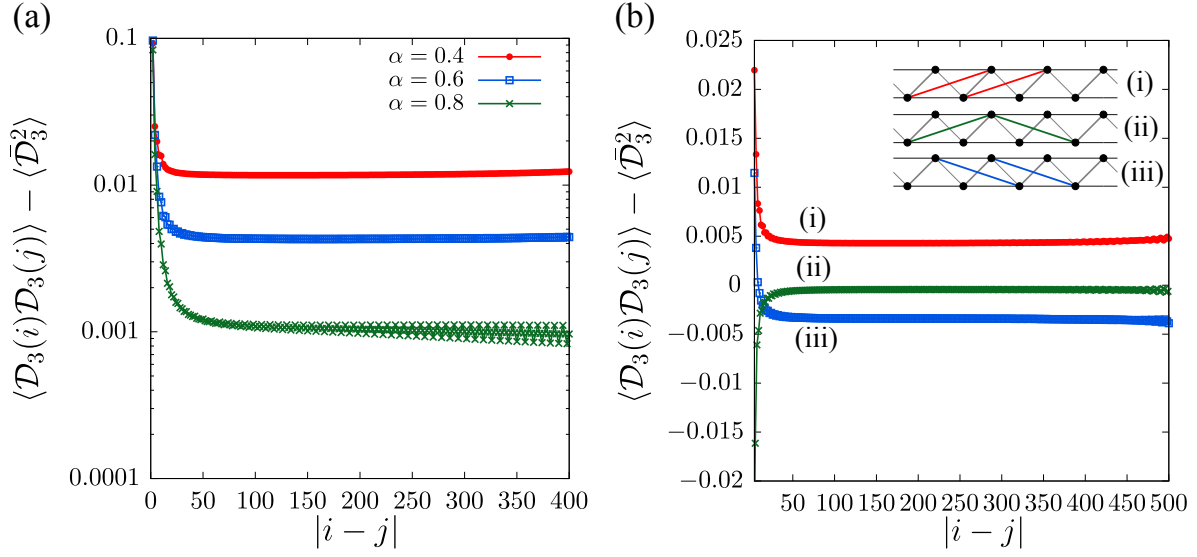 (a)
⟨D₃(i)D₃(j)⟩ − ⟨D̄₃²⟩
0.1
0.01
0.001
0.0001
α = 0.4
α = 0.6
α = 0.8
0 50 100 150 200 250 300 350 400
|i − j|
(b)
⟨D₃(i)D₃(j)⟩ − ⟨D̄₃²⟩
0.025
0.02
0.015
0.01
0.005
0
−0.005
−0.01
−0.015
−0.02
(i)
(ii)
(iii)
(i)
(ii)
(iii)
50 100 150 200 250 300 350 400 450 500
|i − j|